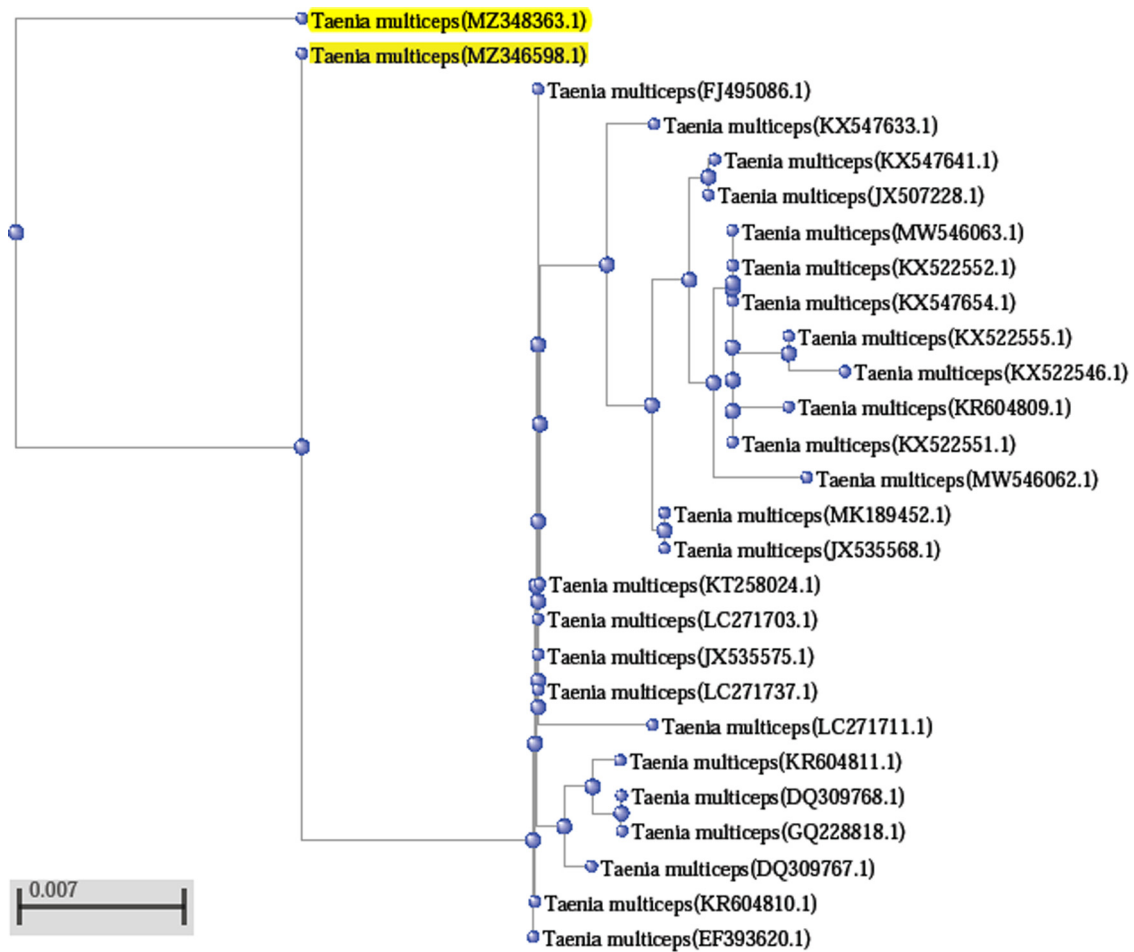 Taenia multiceps(MZ348363.1)
Taenia multiceps(MZ346598.1)
Taenia multiceps(FJ495086.1)
Taenia multiceps(KX547633.1)
Taenia multiceps(KX547641.1)
Taenia multiceps(JX507228.1)
Taenia multiceps(MW546063.1)
Taenia multiceps(KX522552.1)
Taenia multiceps(KX547654.1)
Taenia multiceps(KX522555.1)
Taenia multiceps(KX522546.1)
Taenia multiceps(KR604809.1)
Taenia multiceps(KX522551.1)
Taenia multiceps(MW546062.1)
Taenia multiceps(MK189452.1)
Taenia multiceps(JX535568.1)
Taenia multiceps(KT258024.1)
Taenia multiceps(LC271703.1)
Taenia multiceps(JX535575.1)
Taenia multiceps(LC271737.1)
Taenia multiceps(LC271711.1)
Taenia multiceps(KR604811.1)
Taenia multiceps(DQ309768.1)
Taenia multiceps(GQ228818.1)
Taenia multiceps(DQ309767.1)
Taenia multiceps(KR604810.1)
Taenia multiceps(EF393620.1)
0.007